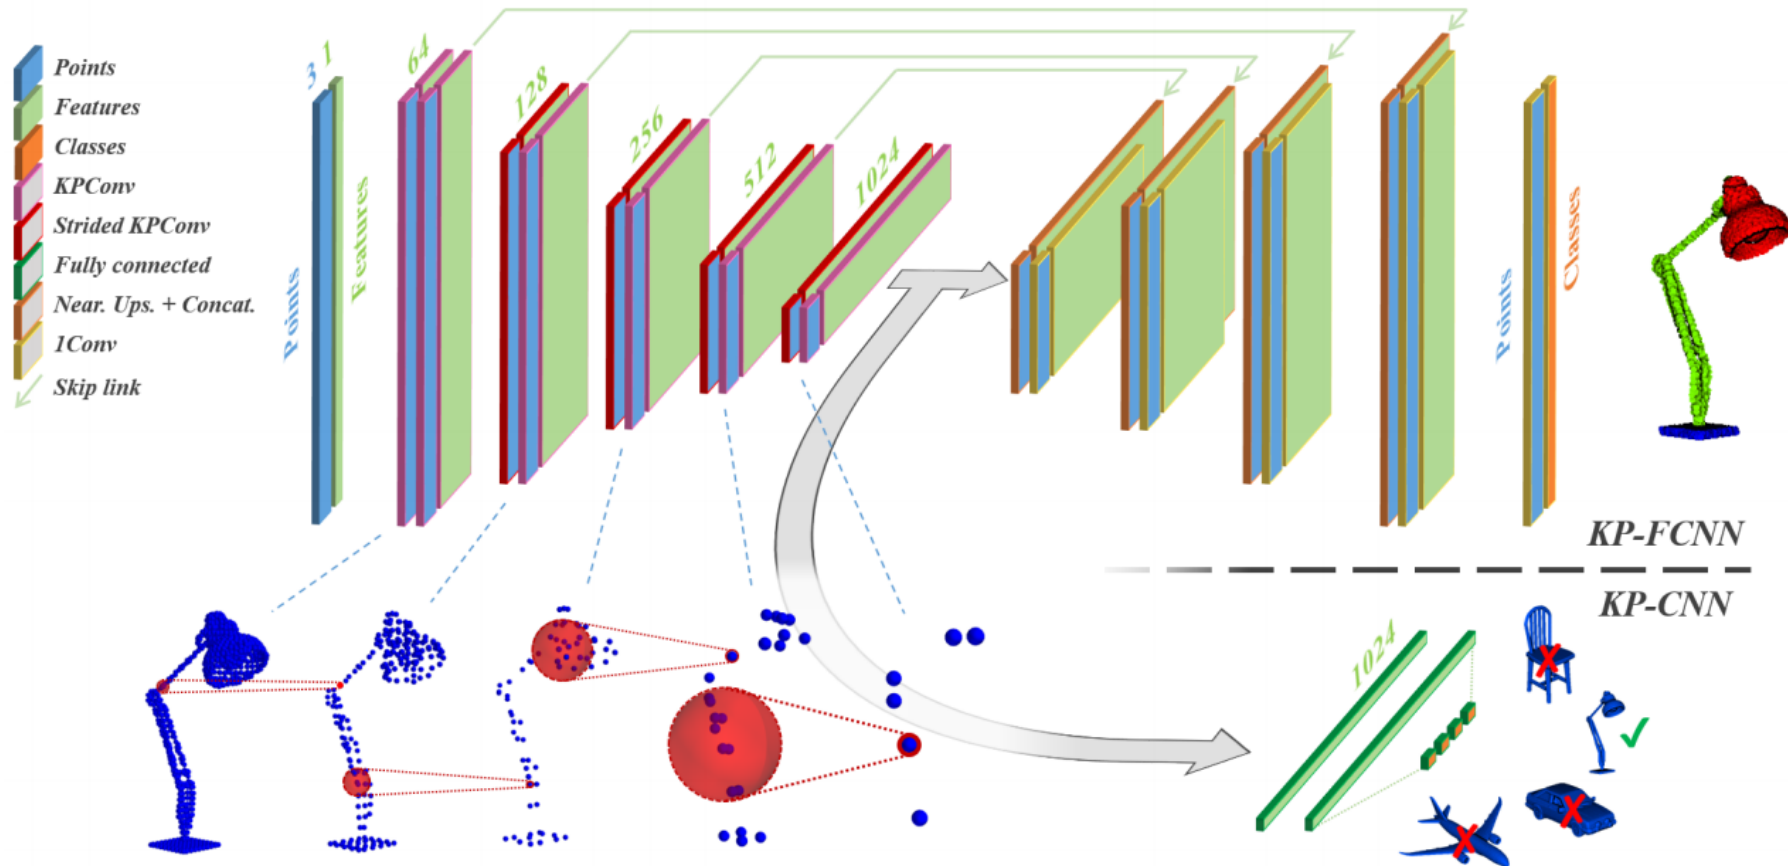 Points
Features
Classes
KPConv
Strided KPConv
Fully connected
Near. Ups. + Concat.
1Conv
Skip link
3 1
Points
Features
64
128
256
512
1024
Points
Classes
KP-FCNN
KP-CNN
1024